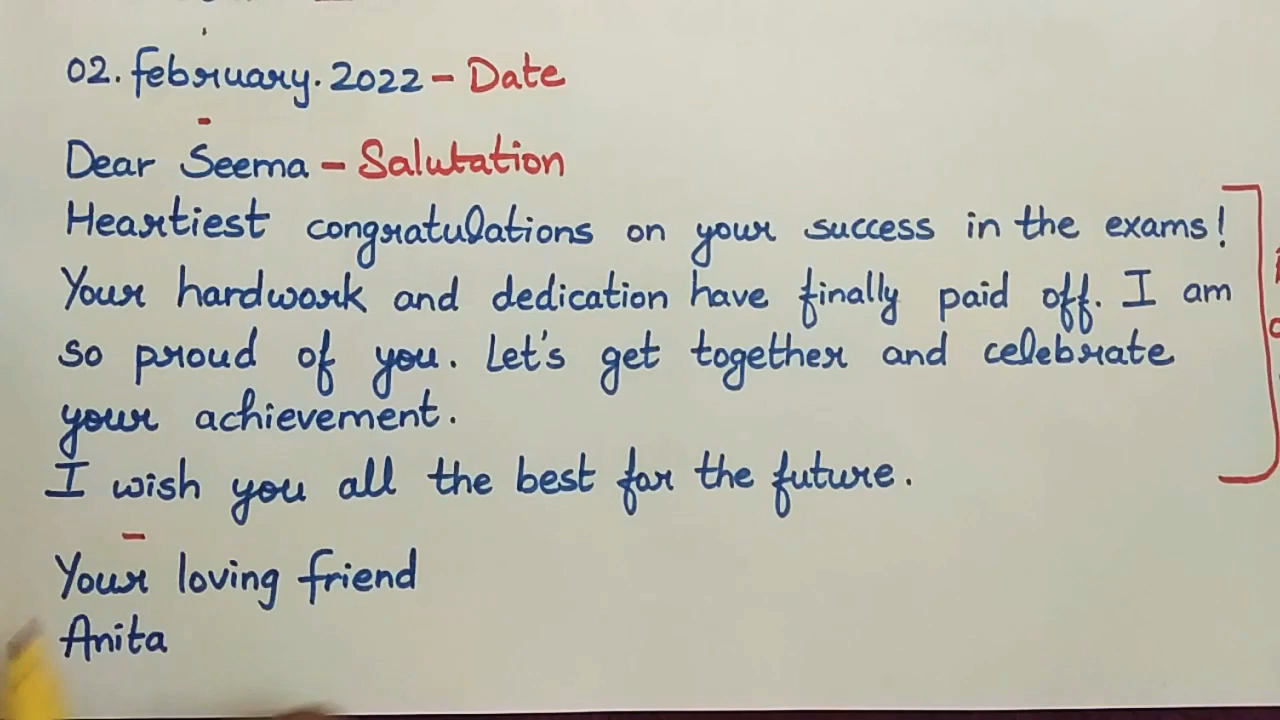 02. february. 2022 - Date
Dear Seema - Salutation
Heartiest congratulations on your success in the exams!
Your hardwork and dedication have finally paid off. I am
so proud of you. Let's get together and celebrate
your achievement.
I wish you all the best for the future.
Your loving friend
Anita